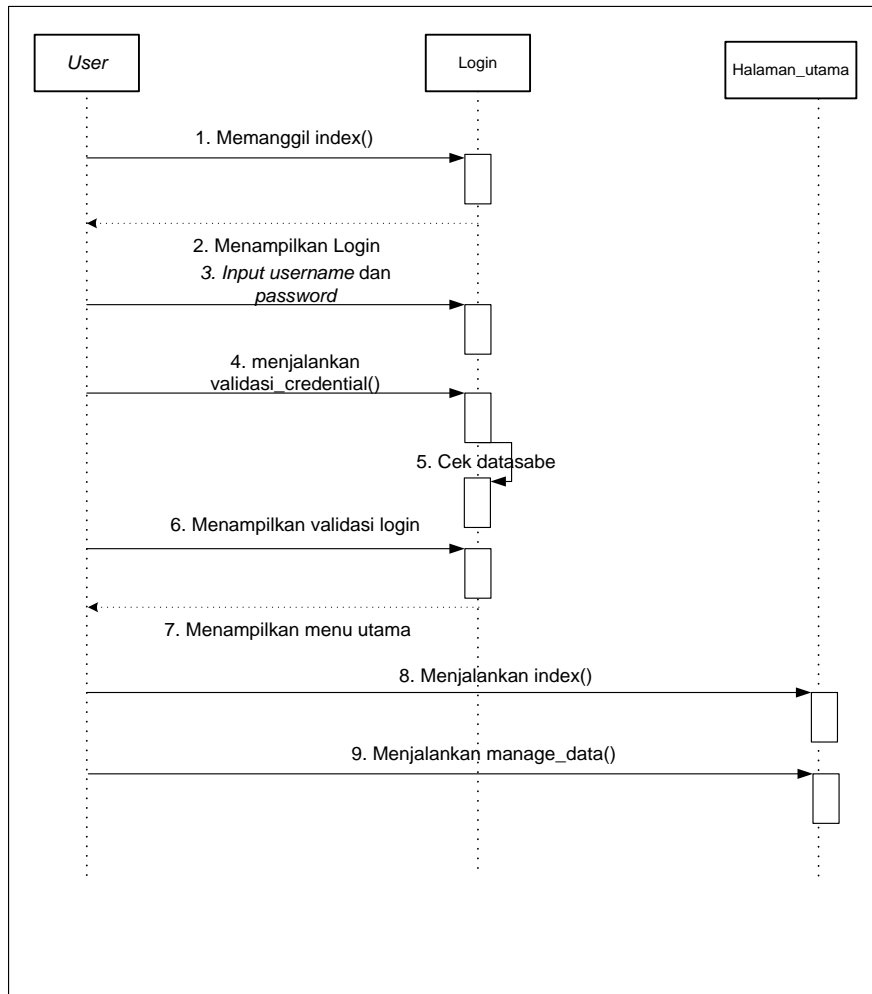 User
Login
Halaman_utama
1. Memanggil index()
2. Menampilkan Login
3. Input username dan
password
4. menjalankan
validasi_credential()
5. Cek datasabe
6. Menampilkan validasi login
7. Menampilkan menu utama
8. Menjalankan index()
9. Menjalankan manage_data()